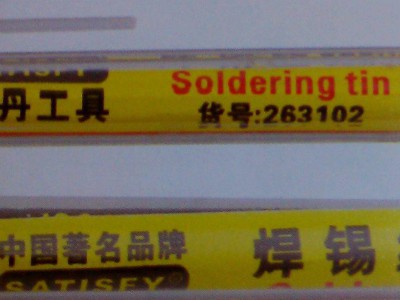 Soldering tin
丹工具
货号:263102
中国著名品牌
焊锡
SATISFY®